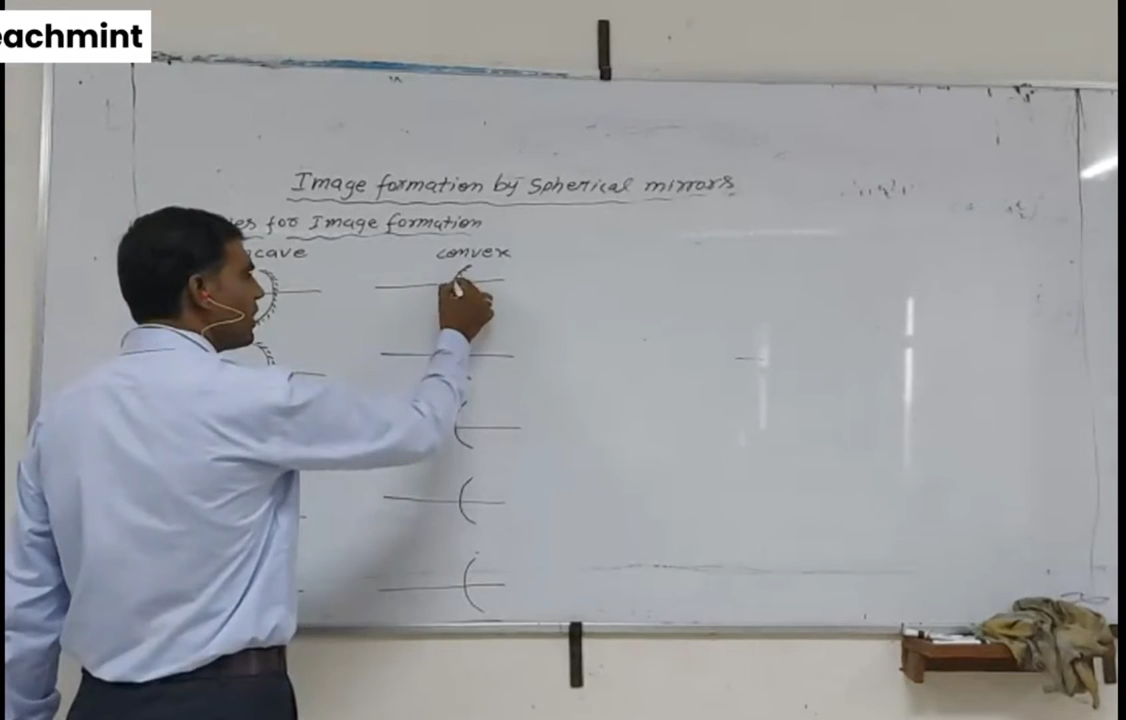 eachmint
Image formation by Spherical mirrors
for Image formation
convex